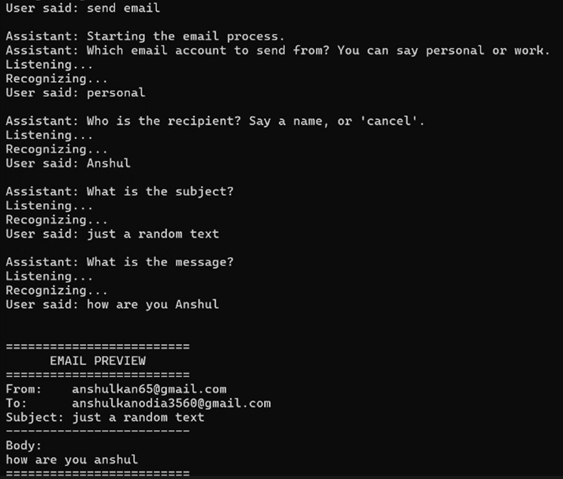 User said: send email
Assistant: Starting the email process.
Assistant: Which email account to send from? You can say personal or work.
Listening...
Recognizing...
User said: personal
Assistant: Who is the recipient? Say a name, or 'cancel'.
Listening...
Recognizing...
User said: Anshul
Assistant: What is the subject?
Listening...
Recognizing...
User said: just a random text
Assistant: What is the message?
Listening...
Recognizing...
User said: how are you Anshul
=========================
EMAIL PREVIEW
=========================
From: anshulkan65@gmail.com
To: anshulkanodia3560@gmail.com
Subject: just a random text
-------------------------
Body:
how are you anshul
=========================